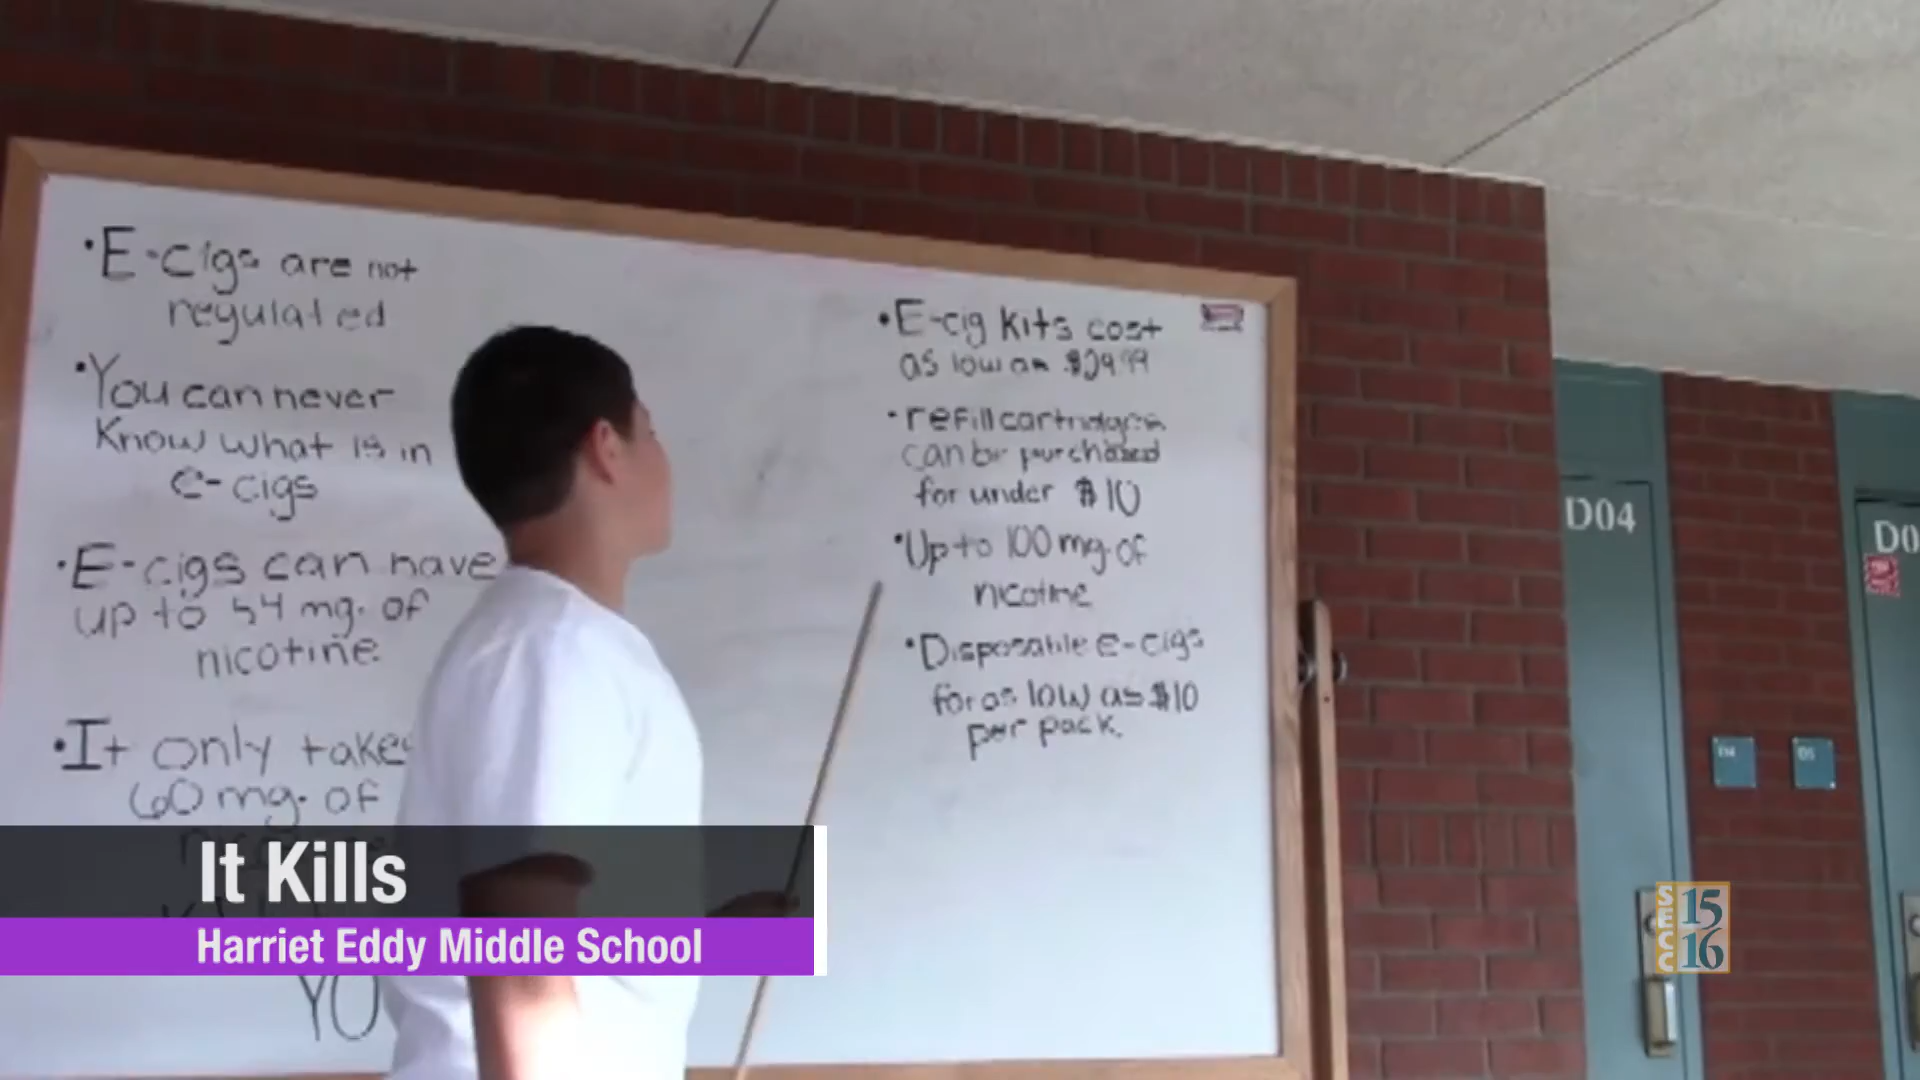 •E-cigs are not
regulated
•You can never
Know what is in
e-cigs
•E-cigs can have
up to 54 mg. of
nicotine.
•It only takes
60 mg. of
YO
•E-cig kits cost
as low as $29.99
•refill cartridges
can be purchased
for under $10
•Up to 100 mg. of
nicotine
•Disposable e-cigs
for as low as $10
per pack.
D04
D0
It Kills
Harriet Eddy Middle School
SECC
15
16